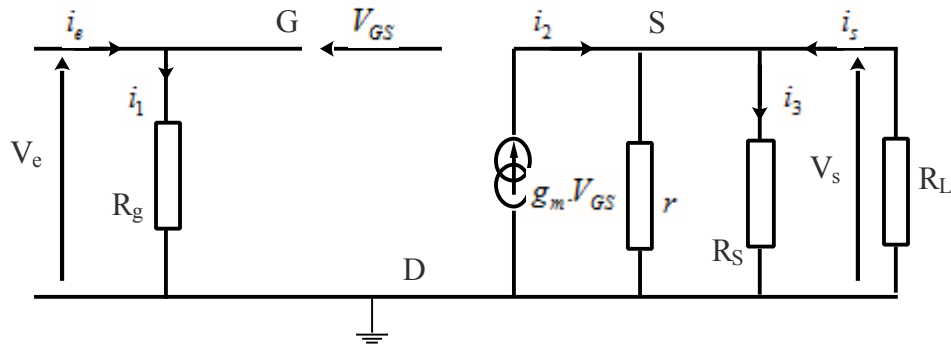 i_e G V_GS i_2 S i_s
i_1 i_3
V_e R_g g_m.V_GS r R_S V_s R_L
D